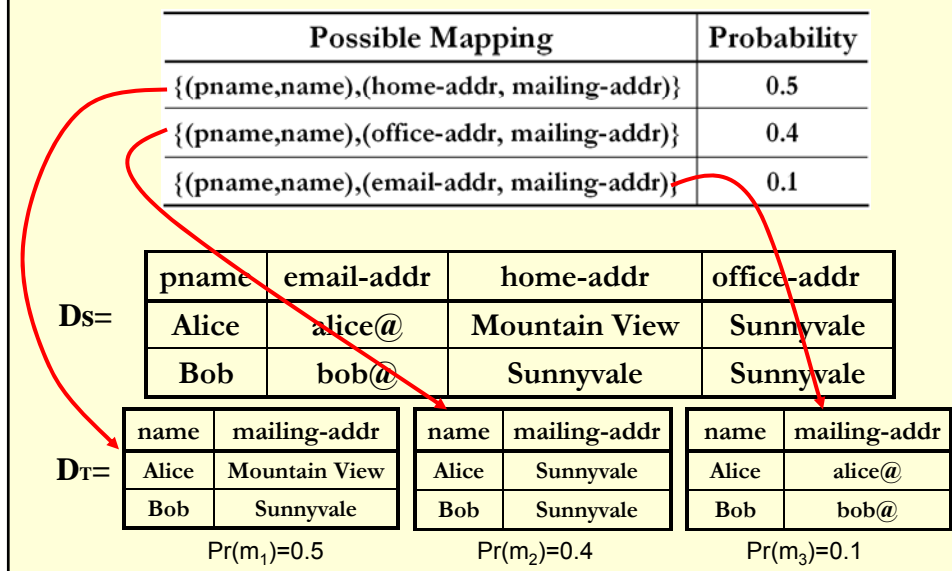 Possible Mapping Probability
{(pname,name),(home-addr, mailing-addr)} 0.5
{(pname,name),(office-addr, mailing-addr)} 0.4
{(pname,name),(email-addr, mailing-addr)} 0.1
pname email-addr home-addr office-addr
Ds= Alice alice@ Mountain View Sunnyvale
Bob bob@ Sunnyvale Sunnyvale
name mailing-addr name mailing-addr name mailing-addr
DT= Alice Mountain View Alice Sunnyvale Alice alice@
Bob Sunnyvale Bob Sunnyvale Bob bob@
Pr(m1)=0.5 Pr(m2)=0.4 Pr(m3)=0.1